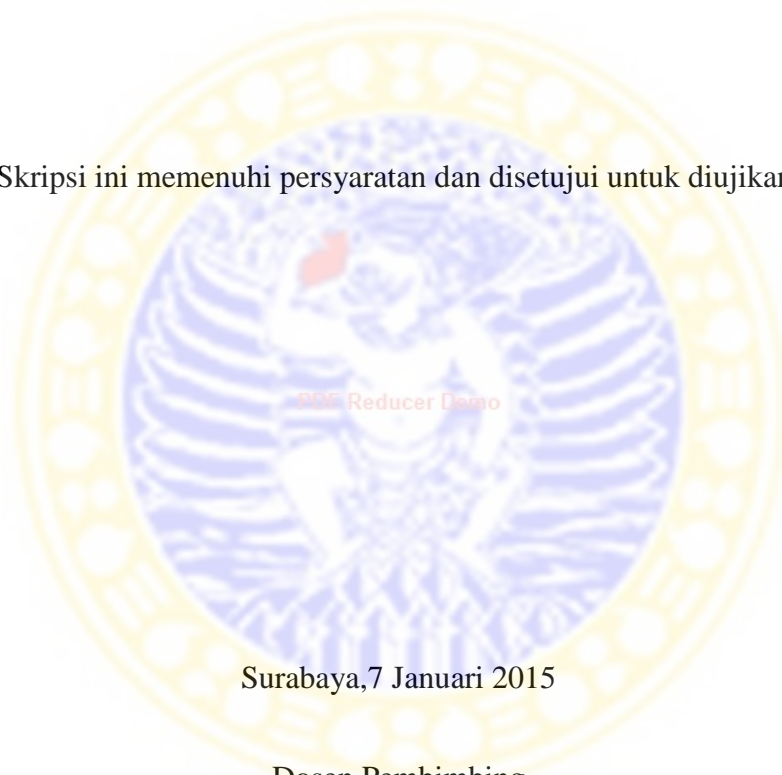 Skripsi ini memenuhi persyaratan dan disetujui untuk diujikan
PDF Reducer Demo
Surabaya,7 Januari 2015
Dosen Pembimbing